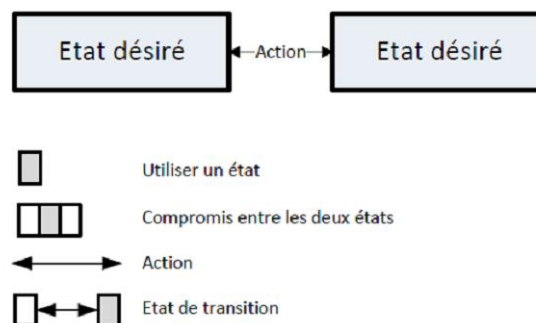 Etat désiré Action Etat désiré
Utiliser un état
Compromis entre les deux états
Action
Etat de transition